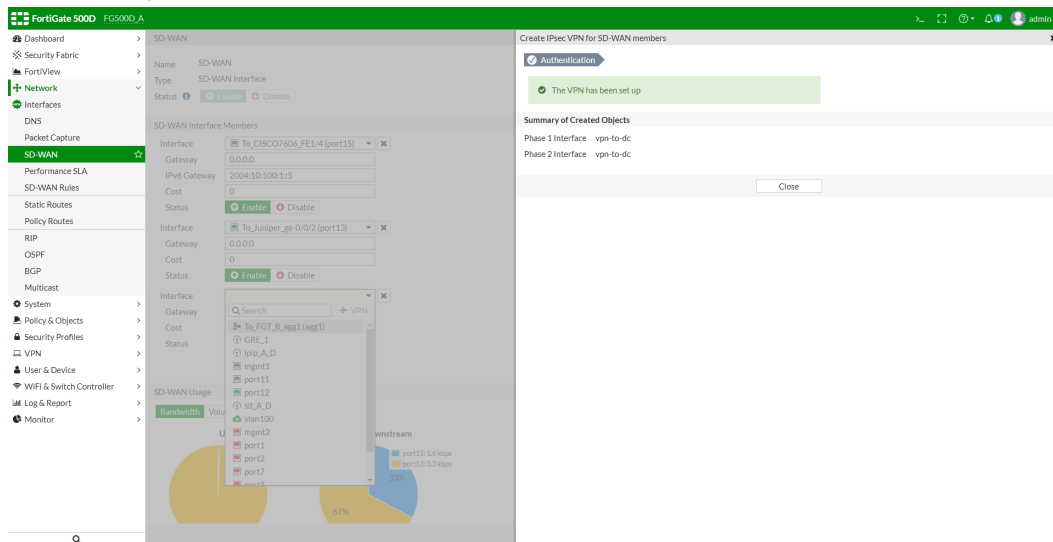 FortiGate 500D FG500D_A
>_
admin
Dashboard
Security Fabric
FortiView
Network
Interfaces
DNS
Packet Capture
SD-WAN
Performance SLA
SD-WAN Rules
Static Routes
Policy Routes
RIP
OSPF
BGP
Multicast
System
Policy & Objects
Security Profiles
VPN
User & Device
WiFi & Switch Controller
Log & Report
Monitor
SD-WAN
Name SD-WAN
Type SD-WAN Interface
Status Enable Disable
SD-WAN Interface Members
Interface To_CISCO7606_FE1/4 (port15)
Gateway 0.0.0.0
IPv6 Gateway 2004:10:100:1::5
Cost 0
Status Enable Disable
Interface To_Juniper_ge-0/0/2 (port13)
Gateway 0.0.0.0
Cost 0
Status Enable Disable
Interface
Gateway
Cost
Status
Search + VPN
To_FGT_B_agg1 (agg1)
GRE_1
ipip_A_D
mgmt1
port11
port12
sit_A_D
vlan100
mgmt2
port1
port2
port7
SD-WAN Usage
Bandwidth Volu
U
wnstream
port15: 1.6 kbps
port13: 3.3 kbps
33%
67%
Create IPsec VPN for SD-WAN members
Authentication
The VPN has been set up
Summary of Created Objects
Phase 1 Interface vpn-to-dc
Phase 2 Interface vpn-to-dc
Close